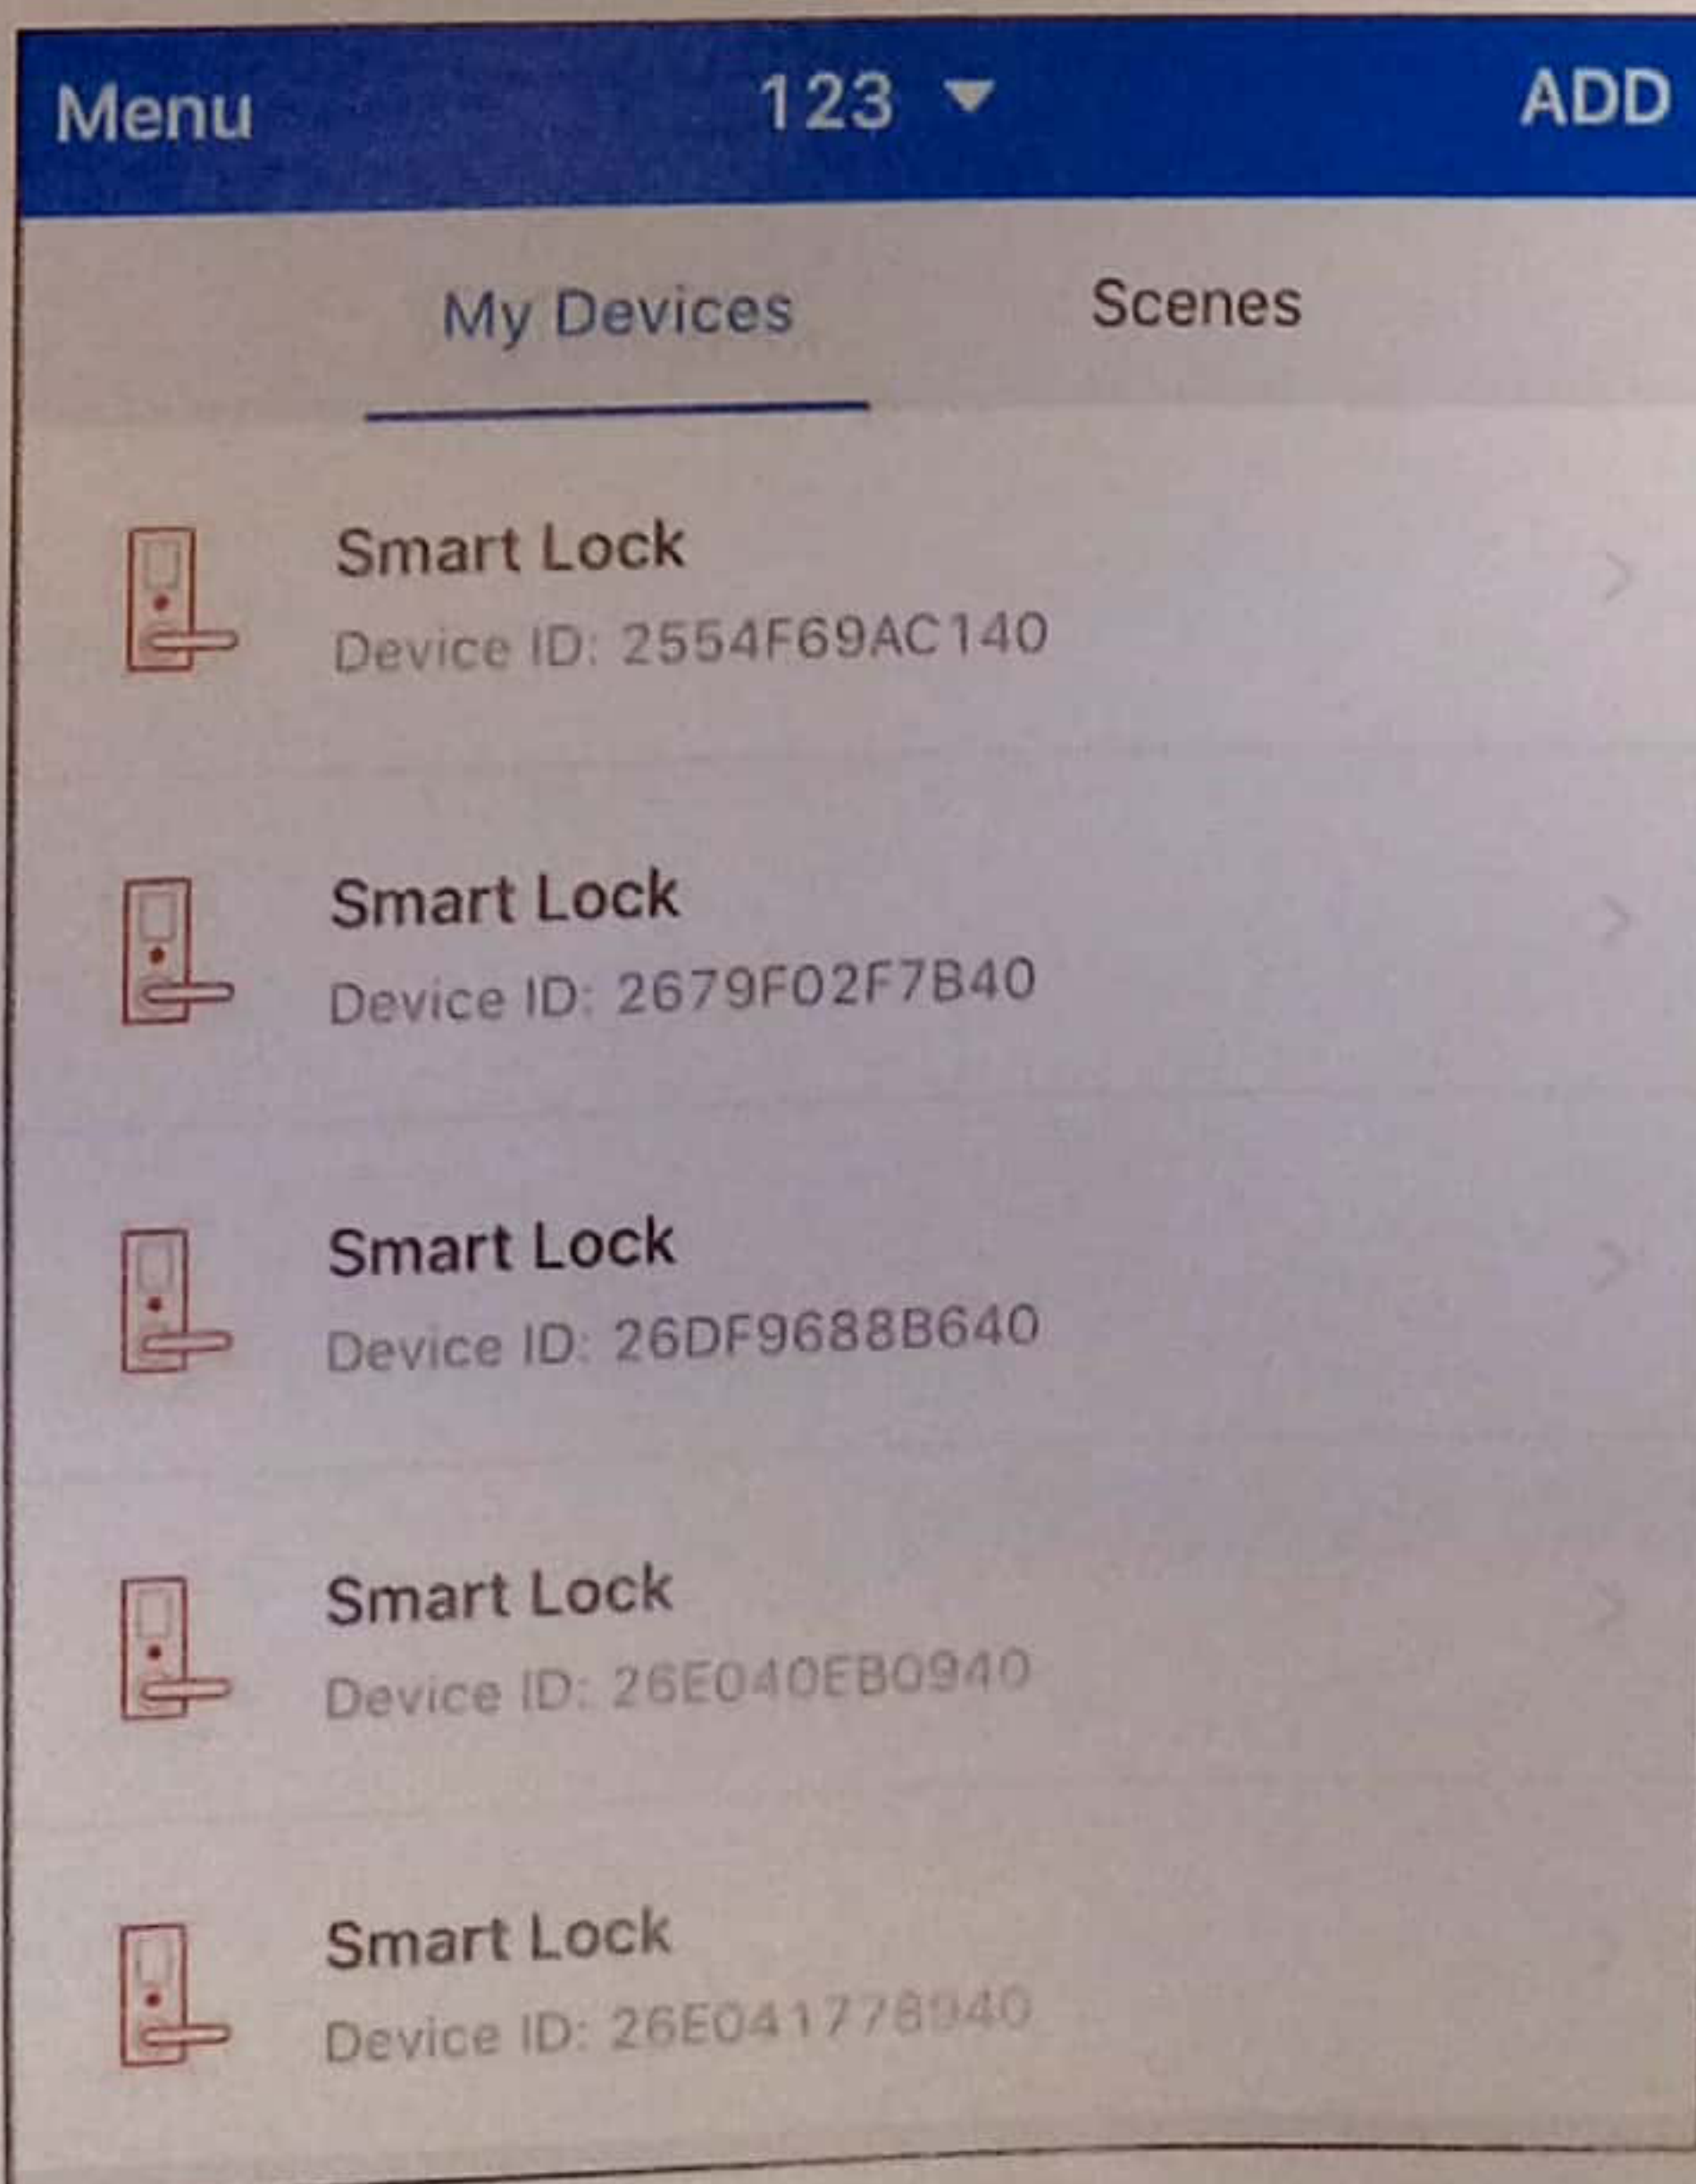 Menu 123 ADD
My Devices Scenes
Smart Lock
Device ID: 2554F69AC140
Smart Lock
Device ID: 2679F02F7B40
Smart Lock
Device ID: 26DF9688B640
Smart Lock
Device ID: 26E040EB0940
Smart Lock
Device ID: